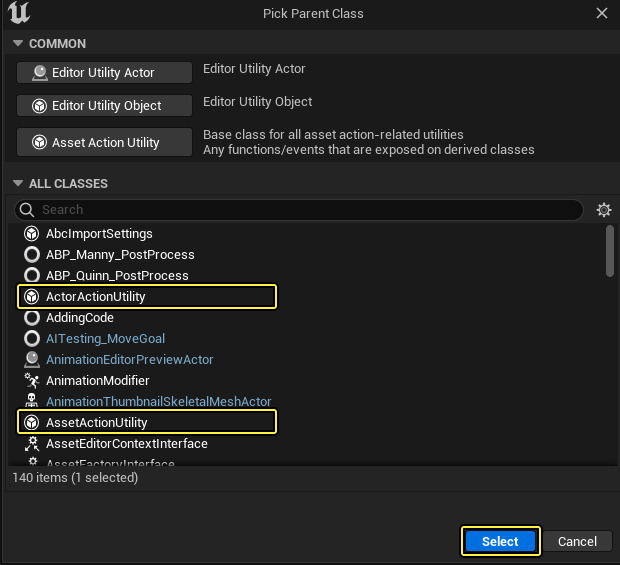 Pick Parent Class
COMMON
Editor Utility Actor
Editor Utility Actor
Editor Utility Object
Editor Utility Object
Asset Action Utility
Base class for all asset action-related utilities
Any functions/events that are exposed on derived classes
ALL CLASSES
Search
AbcImportSettings
ABP_Manny_PostProcess
ABP_Quinn_PostProcess
ActorActionUtility
AddingCode
AITesting_MoveGoal
AnimationEditorPreviewActor
AnimationModifier
AnimationThumbnailSkeletalMeshActor
AssetActionUtility
AssetEditorContextInterface
AssetFactoryInterface
140 items (1 selected)
Select
Cancel